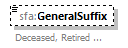 sfa:GeneralSuffix
Deceased, Retired ...